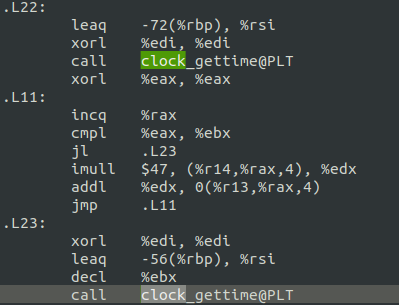 .L22:
leaq -72(%rbp), %rsi
xorl %edi, %edi
call clock_gettime@PLT
xorl %eax, %eax
.L11:
incq %rax
cmpl %eax, %ebx
jl .L23
imull $47, (%r14,%rax,4), %edx
addl %edx, 0(%r13,%rax,4)
jmp .L11
.L23:
xorl %edi, %edi
leaq -56(%rbp), %rsi
decl %ebx
call clock_gettime@PLT